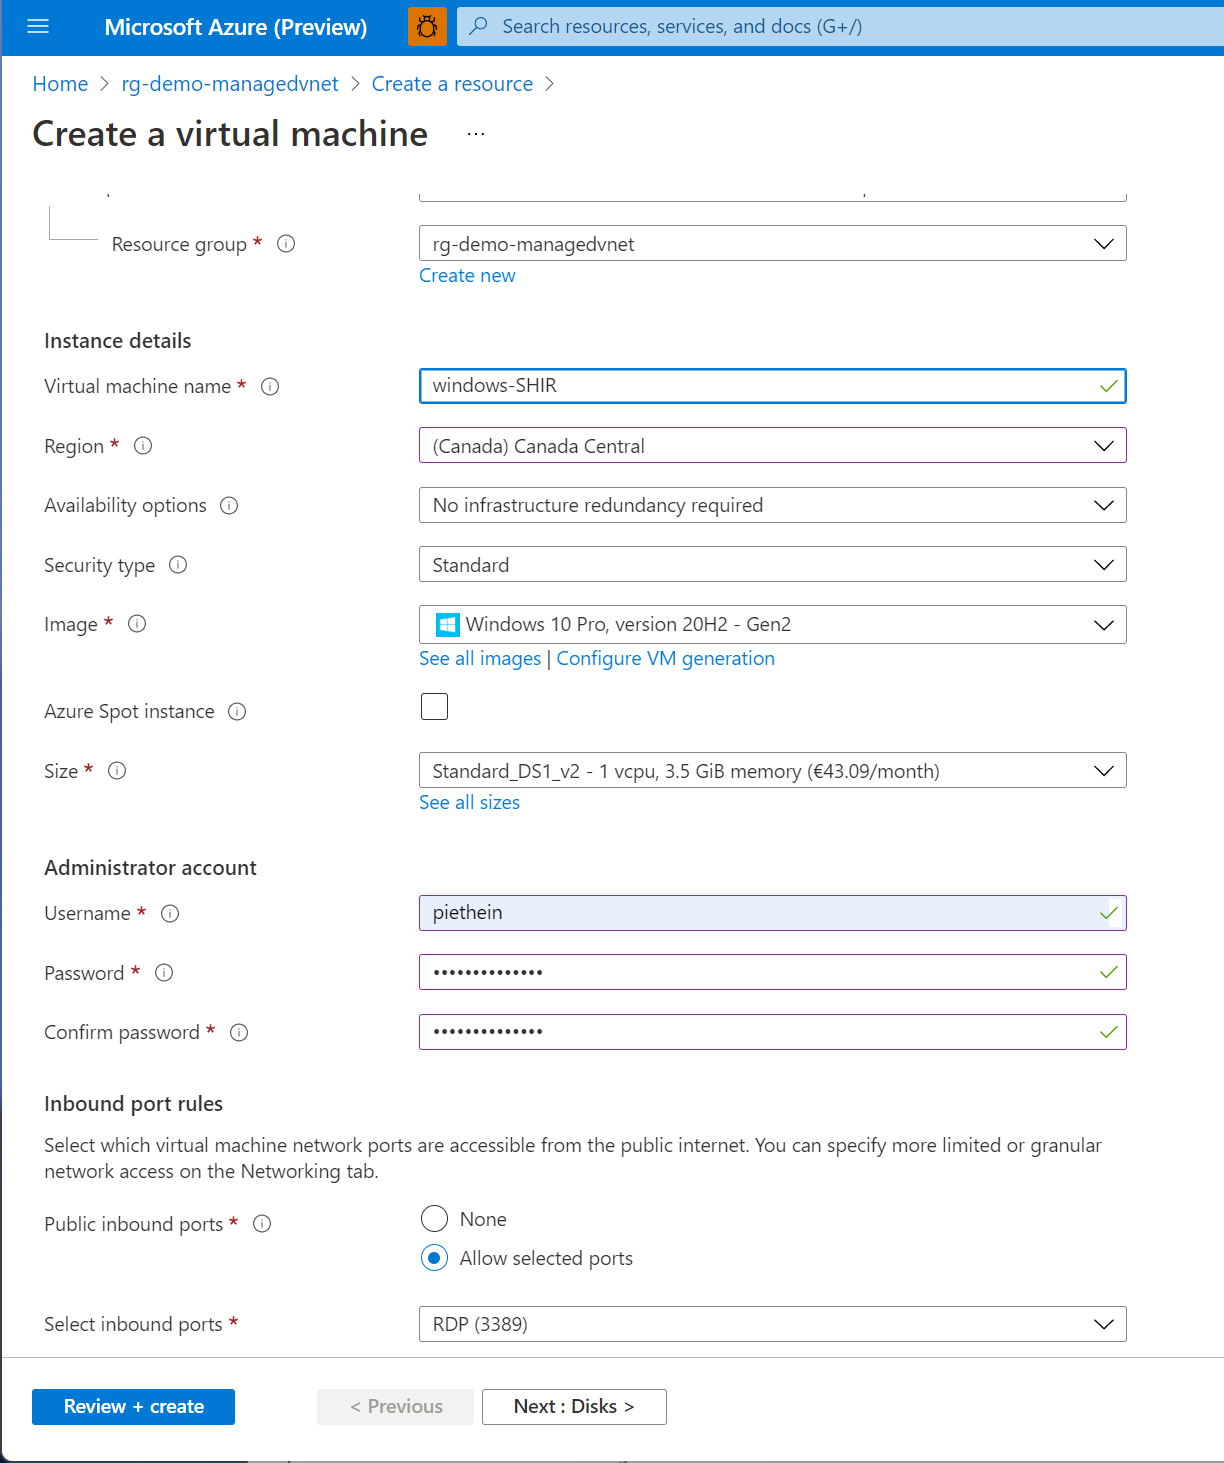 Microsoft Azure (Preview)
Search resources, services, and docs (G+/)
Home > rg-demo-managedvnet > Create a resource >
Create a virtual machine ...
Resource group *
rg-demo-managedvnet
Create new
Instance details
Virtual machine name *
windows-SHIR
Region *
(Canada) Canada Central
Availability options
No infrastructure redundancy required
Security type
Standard
Image *
Windows 10 Pro, version 20H2 - Gen2
See all images | Configure VM generation
Azure Spot instance
Size *
Standard_DS1_v2 - 1 vcpu, 3.5 GiB memory (€43.09/month)
See all sizes
Administrator account
Username *
piethein
Password *
••••••••••••••
Confirm password *
••••••••••••••
Inbound port rules
Select which virtual machine network ports are accessible from the public internet. You can specify more limited or granular
network access on the Networking tab.
Public inbound ports *
None
Allow selected ports
Select inbound ports *
RDP (3389)
Review + create
< Previous
Next : Disks >